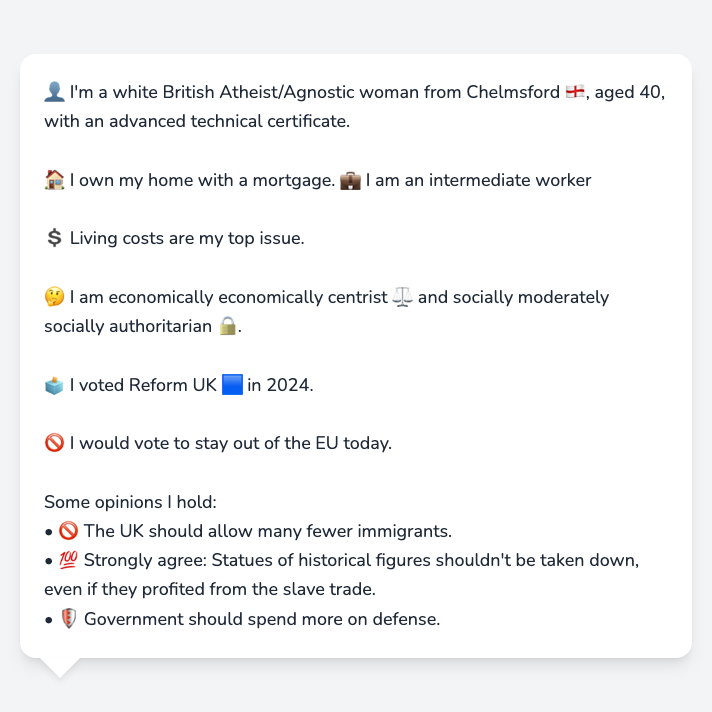 👤 I'm a white British Atheist/Agnostic woman from Chelmsford 🏴󠁧󠁢󠁥󠁮󠁧󠁿, aged 40,
with an advanced technical certificate.
🏠 I own my home with a mortgage. 💼 I am an intermediate worker
💲 Living costs are my top issue.
🤔 I am economically economically centrist ⚖️ and socially moderately
socially authoritarian 🔒.
🗳️ I voted Reform UK 🟦 in 2024.
🚫 I would vote to stay out of the EU today.
Some opinions I hold:
• 🚫 The UK should allow many fewer immigrants.
• 💯 Strongly agree: Statues of historical figures shouldn't be taken down,
even if they profited from the slave trade.
• 🛡️ Government should spend more on defense.